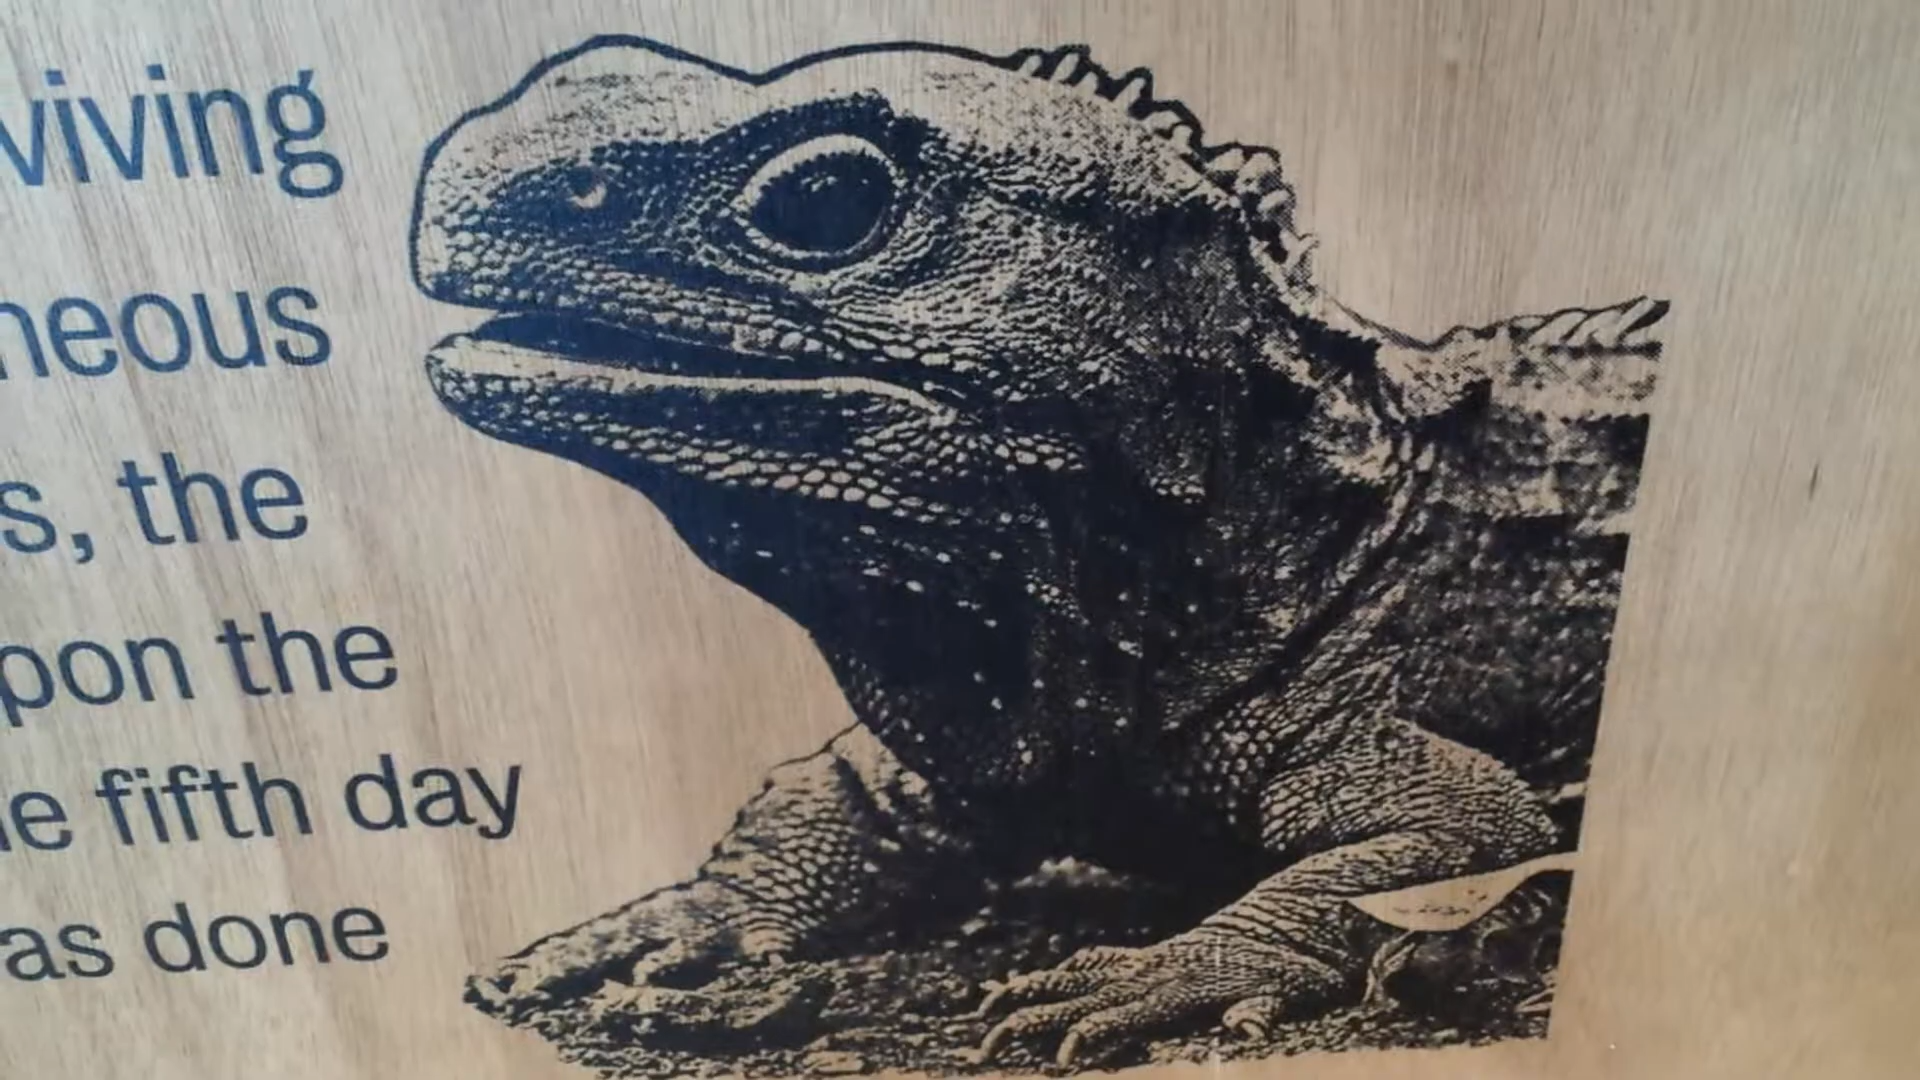 viving
neous
s, the
pon the
e fifth day
as done